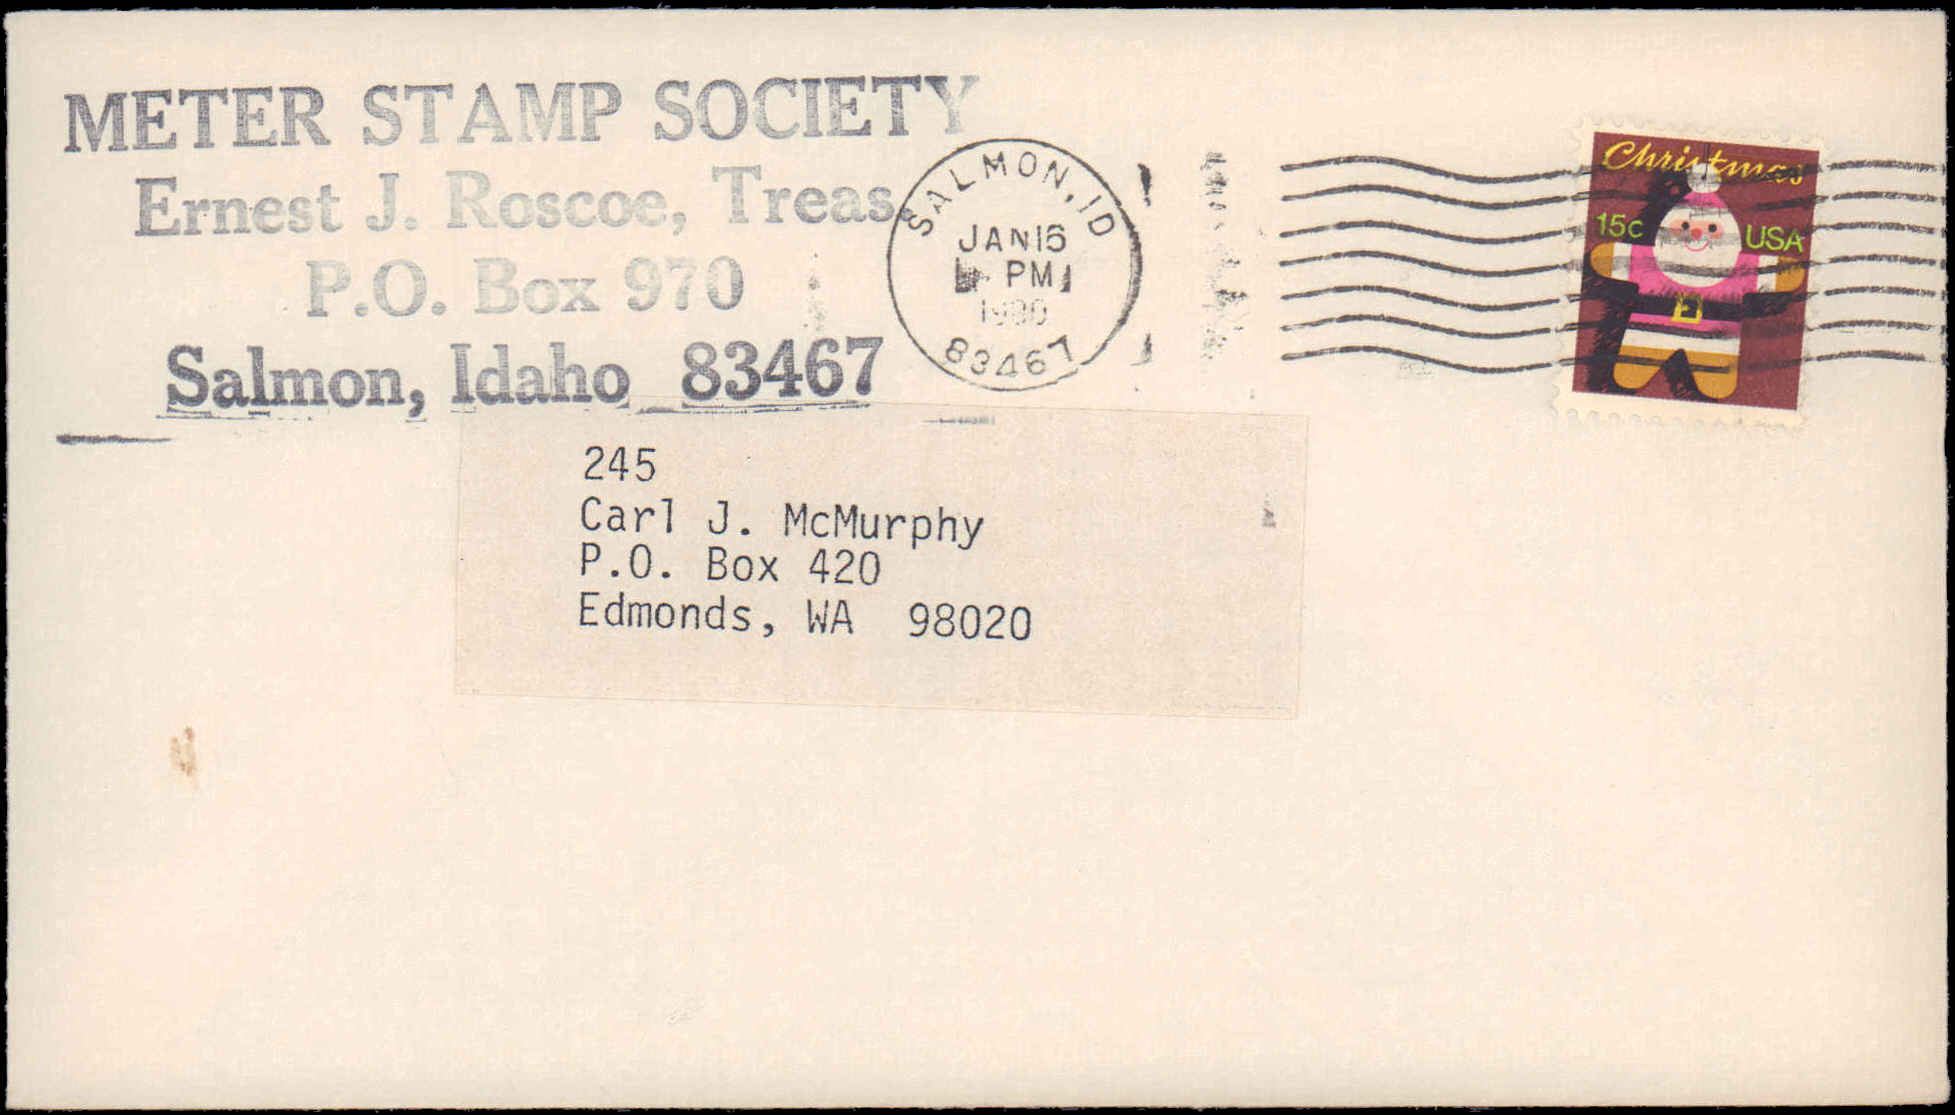 METER STAMP SOCIETY
Ernest J. Roscoe, Treas
P.O. Box 970
Salmon, Idaho 83467
SALMON, ID
JAN 16
PM
1980
83467
Christmas
15c
USA
245
Carl J. McMurphy
P.O. Box 420
Edmonds, WA 98020